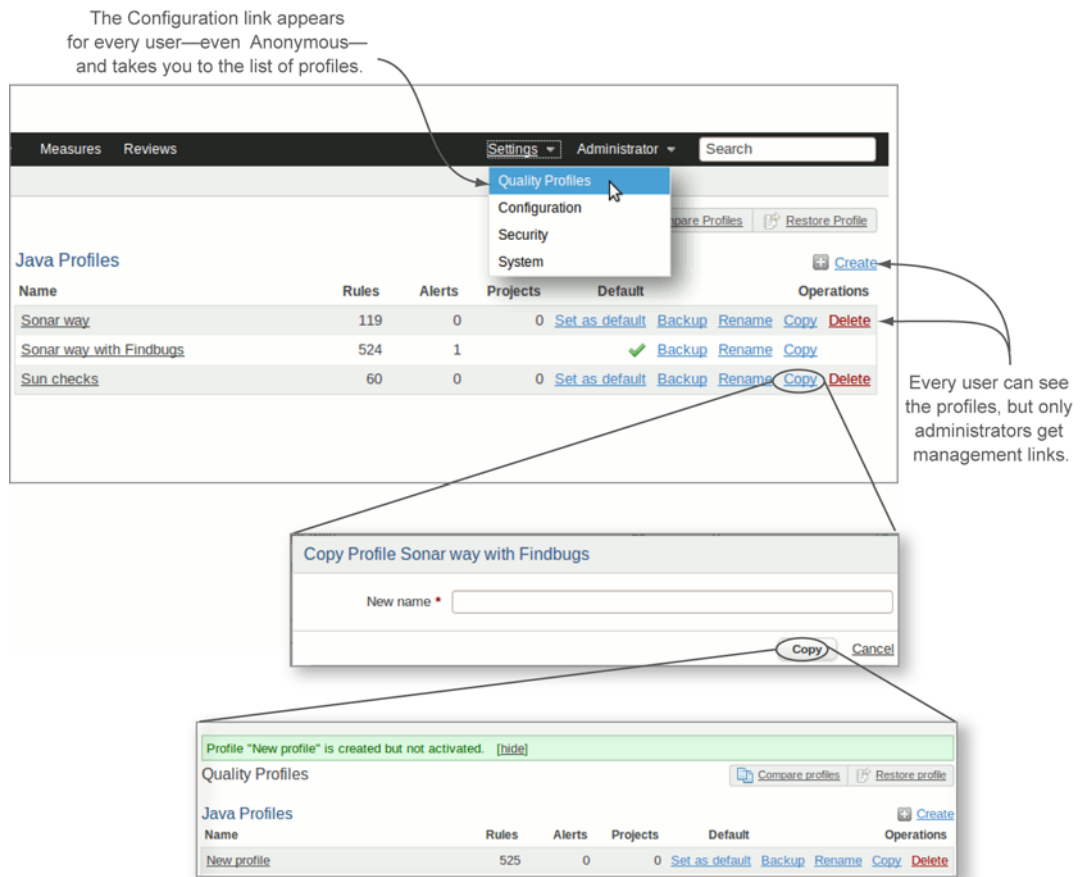 The Configuration link appears
for every user—even Anonymous—
and takes you to the list of profiles.
Measures Reviews Settings Administrator Search
Quality Profiles
Configuration
Security
System
Profiles Restore Profile
Java Profiles Create
Name Rules Alerts Projects Default Operations
Sonar way 119 0 0 Set as default Backup Rename Copy Delete
Sonar way with Findbugs 524 1 Backup Rename Copy
Sun checks 60 0 0 Set as default Backup Rename Copy Delete
Every user can see
the profiles, but only
administrators get
management links.
Copy Profile Sonar way with Findbugs
New name *
Copy Cancel
Profile "New profile" is created but not activated. [hide]
Quality Profiles Compare profiles Restore profile
Java Profiles Create
Name Rules Alerts Projects Default Operations
New profile 525 0 0 Set as default Backup Rename Copy Delete